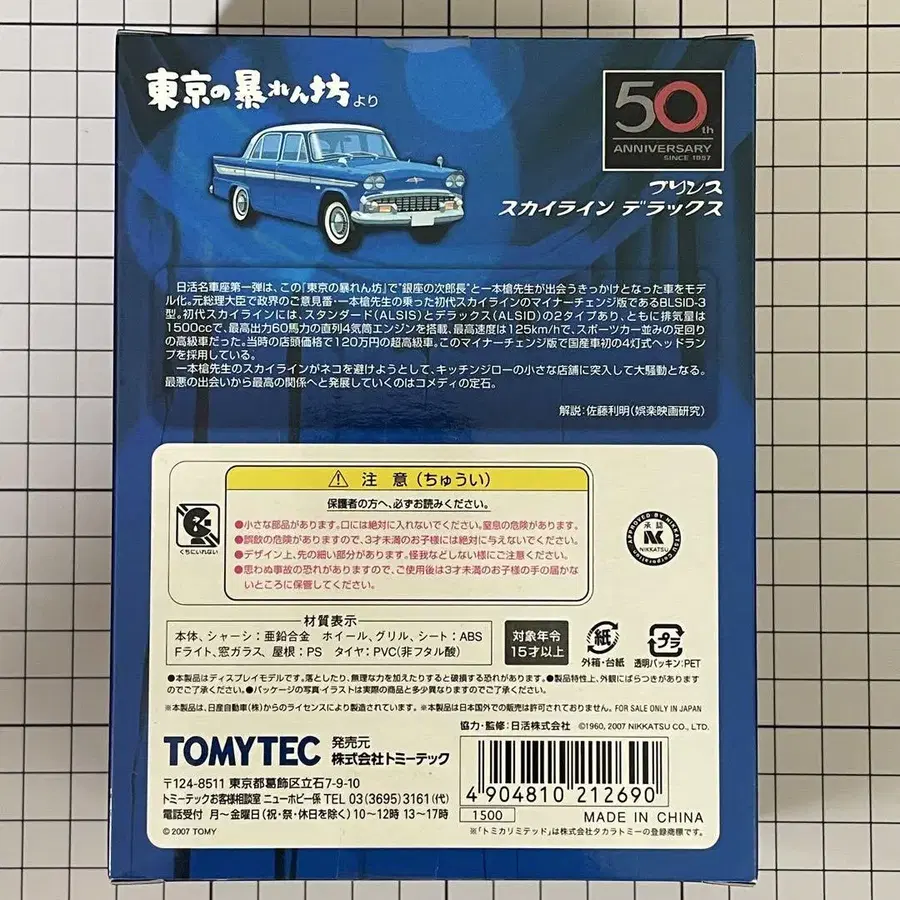 東京の暴れん坊より
50th
ANNIVERSARY
SINCE 1957
プリンス
スカイライン デラックス
日活名車座第一弾は、この「東京の暴れん坊」で“銀座の次郎長”と一本槍先生が出会うきっかけとなった車をモデ
ル化。元総理大臣で政界のご意見番・一本槍先生の乗った初代スカイラインのマイナーチェンジ版であるBLSID-3
型。初代スカイラインには、スタンダード(ALSIS)とデラックス(ALSID)の2タイプあり、ともに排気量は
1500ccで、最高出力60馬力の直列4気筒エンジンを搭載、最高速度は125km/hで、スポーツカー並みの足回り
の高級車だった。当時の店頭価格で120万円の超高級車。このマイナーチェンジ版で国産車初の4灯式ヘッドラン
プを採用している。
一本槍先生のスカイラインがネコを避けようとして、キッチンジローの小さな店舗に突入して大騒動となる。
最悪の出会いから最高の関係へと発展していくのはコメディの定石。
解説:佐藤利明(娯楽映画研究)
注 意(ちゅうい)
保護者の方へ、必ずお読みください。
●小さな部品があります。口には絶対に入れないでください。窒息の危険があります。
●誤飲の危険がありますので、3才未満のお子様には絶対に与えないでください。
●デザイン上、先の細い部分があります。怪我などしない様にご注意ください。
●思わぬ事故の恐れがありますので、ご使用後は3才未満のお子様の手の届かな
いところに保管してください。
くちにいれない
APPROVED BY NIKKATSU Corporation
承認
NK
NIKKATSU
材質表示
本体、シャーシ:亜鉛合金 ホイール、グリル、シート:ABS
Fライト、窓ガラス、屋根:PS タイヤ:PVC(非フタル酸)
対象年令
15才以上
紙
外箱・台紙
プラ
透明パッキン:PET
●本製品はディスプレイモデルです。落としたり、無理な力を加えたりすると破損する恐れがあります。●製品特性上、外観にばらつきがあります
のでご了承ください。●パッケージの写真・イラストは実際の商品と多少異なりますのでご了承ください。
※本製品は、日産自動車(株)からのライセンスにより製造されています。※本製品は日本国外での販売は許可されておりません。FOR SALE ONLY IN JAPAN
協力・監修:日活株式会社 ©1960, 2007 NIKKATSU CO., LTD.
TOMYTEC 発売元
株式会社トミーテック
〒124-8511 東京都葛飾区立石7-9-10
トミーテックお客様相談室 ニューホビー係 TEL 03(3695)3161(代)
電話受付 月〜金曜日(祝・祭・休日を除く)10〜12時 13〜17時
© 2007 TOMY
4 904810 212690
1500
MADE IN CHINA
※「トミカリミテッド」は株式会社タカラトミーの登録商標です。